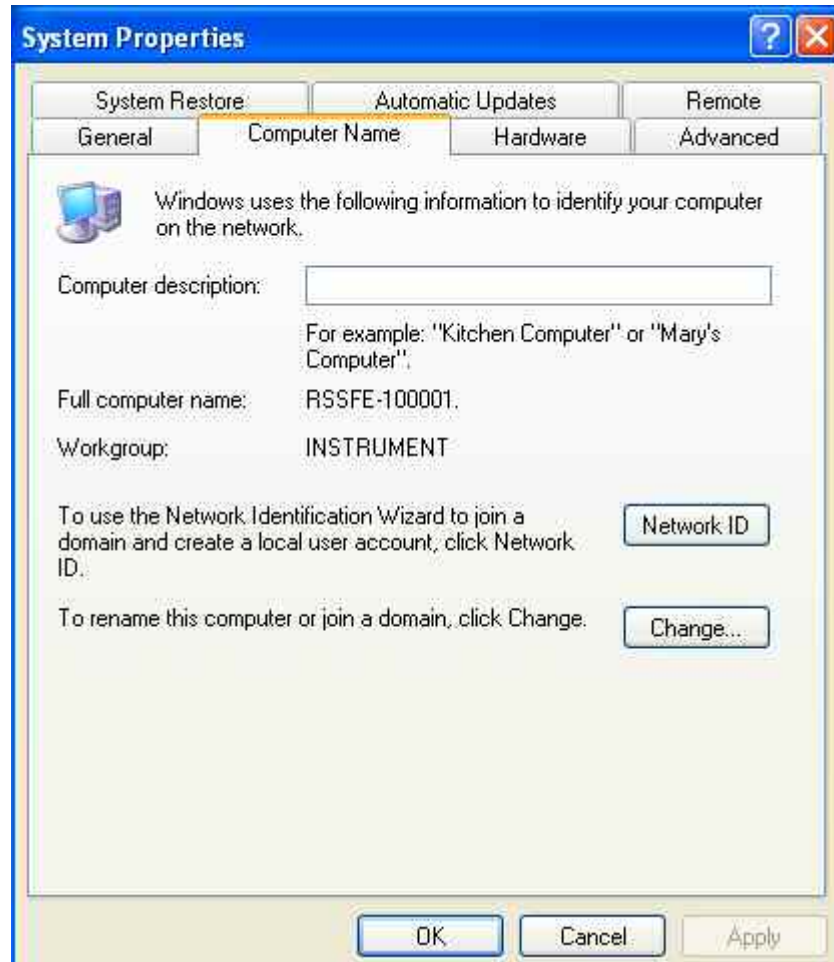 System Properties
System Restore Automatic Updates Remote
General Computer Name Hardware Advanced
Windows uses the following information to identify your computer
on the network.
Computer description:
For example: "Kitchen Computer" or "Mary's
Computer".
Full computer name: RSSFE-100001.
Workgroup: INSTRUMENT
To use the Network Identification Wizard to join a
domain and create a local user account, click Network
ID.
Network ID
To rename this computer or join a domain, click Change.
Change...
OK Cancel Apply